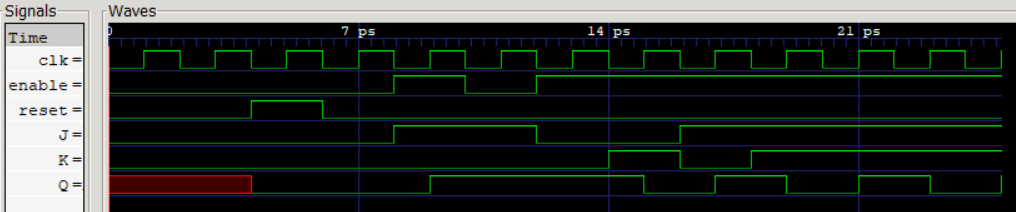 Signals
Waves
Time
0
7 ps
14 ps
21 ps
clk=
enable=
reset=
J=
K=
Q=